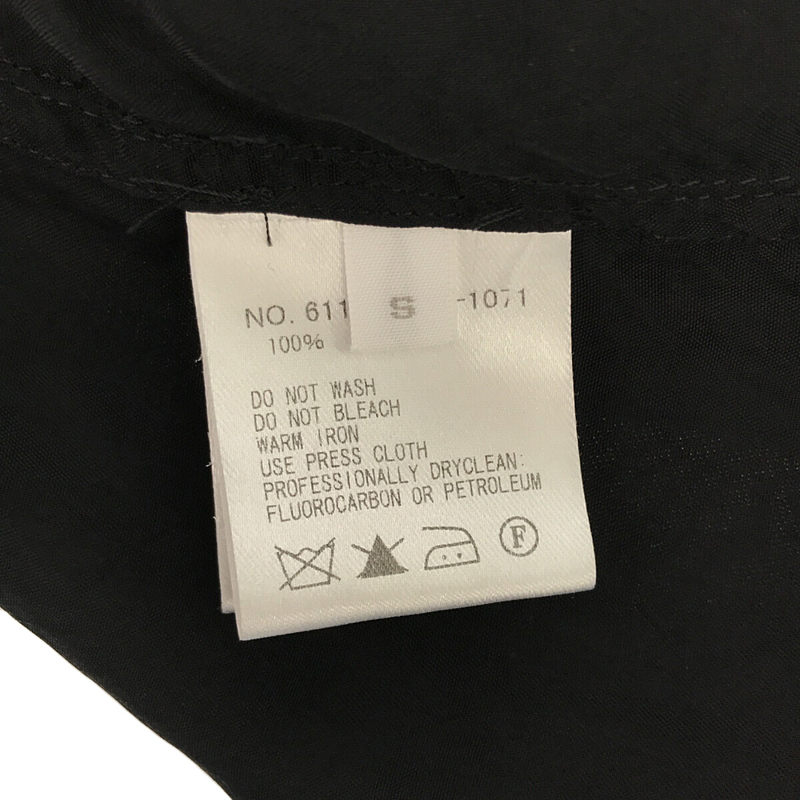 NO. 611 S -1071
100%
DO NOT WASH
DO NOT BLEACH
WARM IRON
USE PRESS CLOTH
PROFESSIONALLY DRYCLEAN:
FLUOROCARBON OR PETROLEUM
F